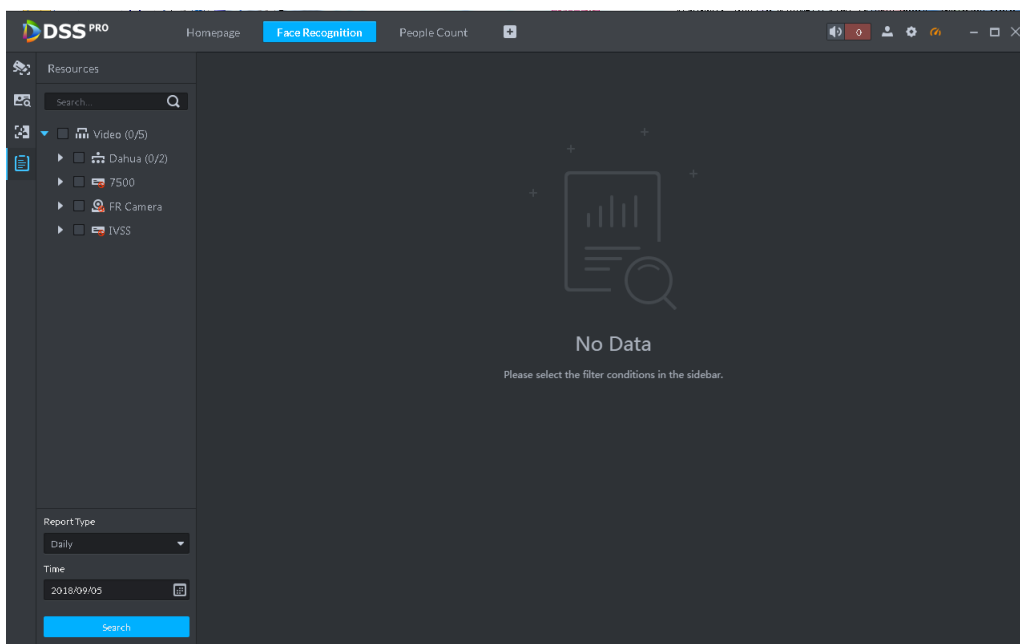 DSS PRO
Homepage
Face Recognition
People Count
0
Resources
Search...
Video (0/5)
Dahua (0/2)
7500
FR Camera
IVSS
No Data
Please select the filter conditions in the sidebar.
Report Type
Daily
Time
2018/09/05
Search